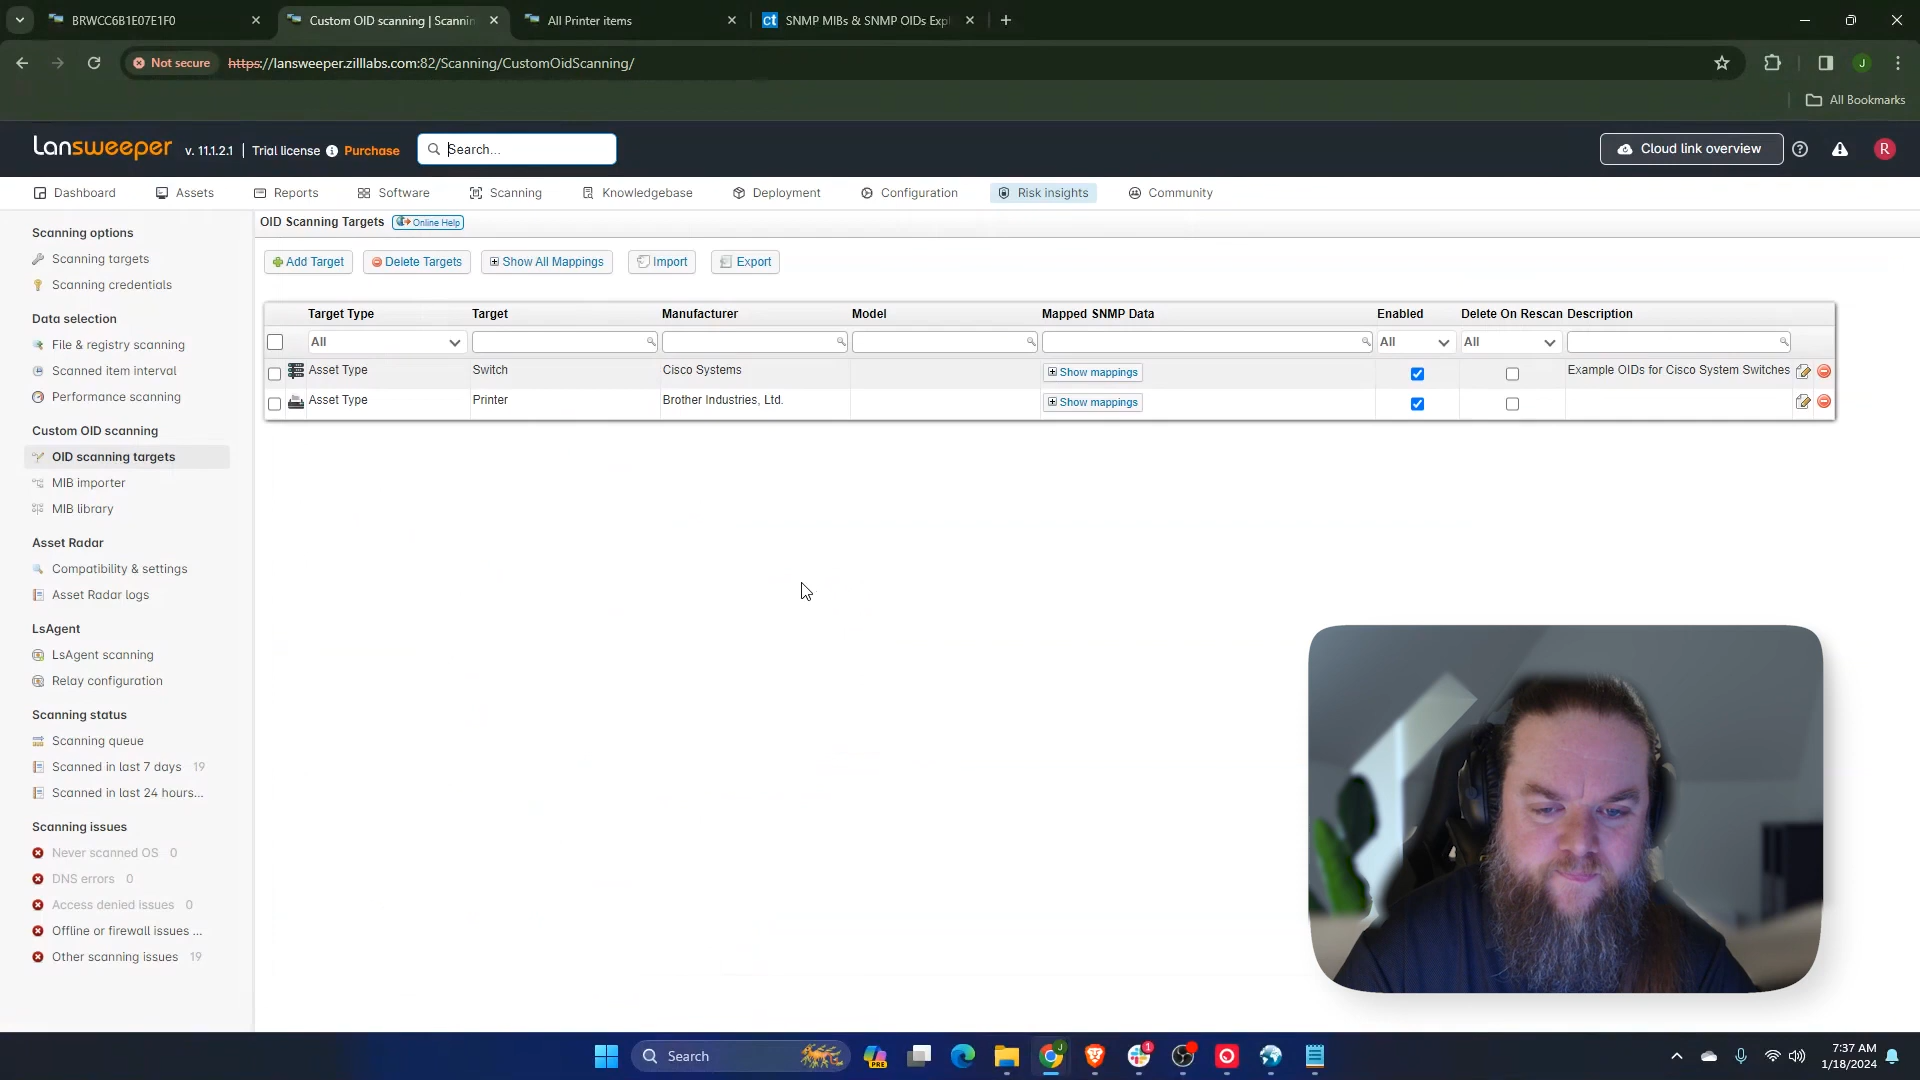 BRWCC6B1E07E1F0
Custom OID scanning | Scannin
All Printer items
ct SNMP MIBs & SNMP OIDs Exp
Not secure https://lansweeper.zilllabs.com:82/Scanning/CustomOidScanning/
J
All Bookmarks
Lansweeper v. 11.1.2.1 | Trial license Purchase
Search...
Cloud link overview
R
Dashboard Assets Reports Software Scanning Knowledgebase Deployment Configuration Risk insights Community
Scanning options
Scanning targets
Scanning credentials
Data selection
File & registry scanning
Scanned item interval
Performance scanning
Custom OID scanning
OID scanning targets
MIB importer
MIB library
Asset Radar
Compatibility & settings
Asset Radar logs
LsAgent
LsAgent scanning
Relay configuration
Scanning status
Scanning queue
Scanned in last 7 days 19
Scanned in last 24 hours...
Scanning issues
Never scanned OS 0
DNS errors 0
Access denied issues 0
Offline or firewall issues ...
Other scanning issues 19
OID Scanning Targets Online Help
Add Target Delete Targets Show All Mappings Import Export
Target Type Target Manufacturer Model Mapped SNMP Data Enabled Delete On Rescan Description
All All All
Asset Type Switch Cisco Systems Show mappings Example OIDs for Cisco System Switches
Asset Type Printer Brother Industries, Ltd. Show mappings
Search
PRE
1
7:37 AM
1/18/2024